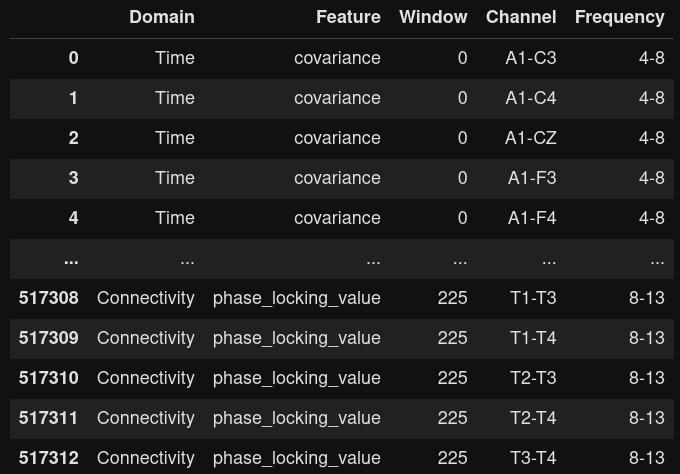 Domain Feature Window Channel Frequency
0 Time covariance 0 A1-C3 4-8
1 Time covariance 0 A1-C4 4-8
2 Time covariance 0 A1-CZ 4-8
3 Time covariance 0 A1-F3 4-8
4 Time covariance 0 A1-F4 4-8
... ... ... ... ... ...
517308 Connectivity phase_locking_value 225 T1-T3 8-13
517309 Connectivity phase_locking_value 225 T1-T4 8-13
517310 Connectivity phase_locking_value 225 T2-T3 8-13
517311 Connectivity phase_locking_value 225 T2-T4 8-13
517312 Connectivity phase_locking_value 225 T3-T4 8-13